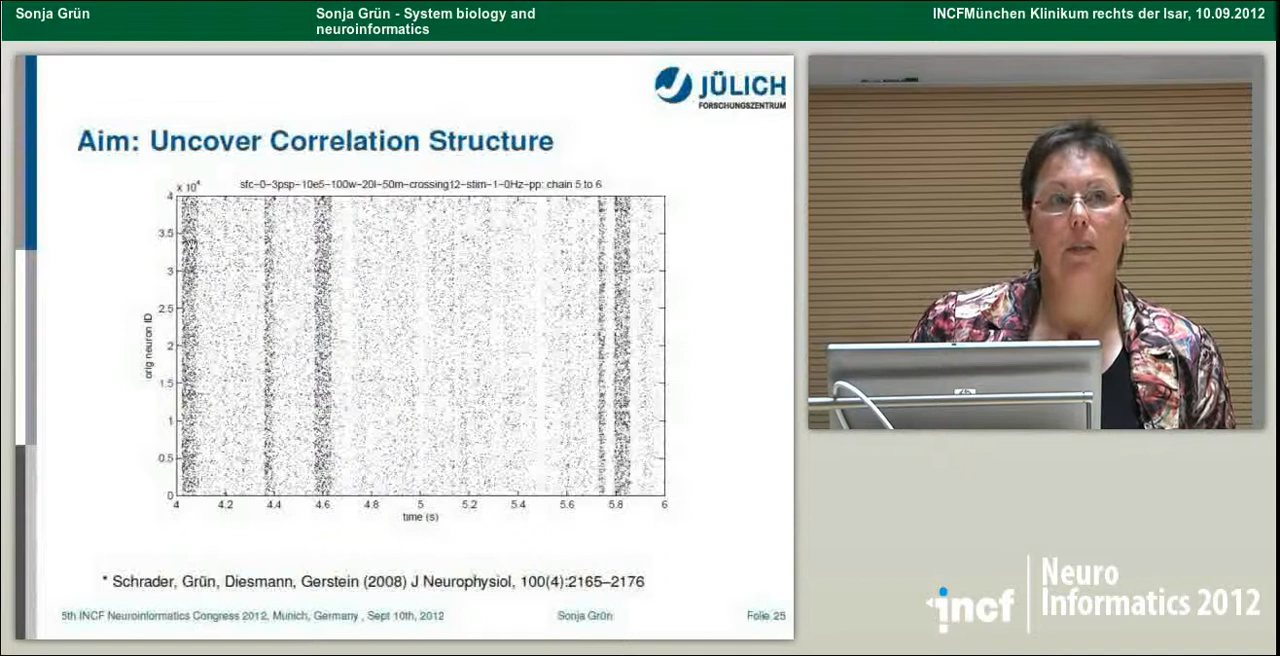 Sonja Grün
Sonja Grün - System biology and
neuroinformatics
INCFMünchen Klinikum rechts der Isar, 10.09.2012
JÜLICH
FORSCHUNGSZENTRUM
Aim: Uncover Correlation Structure
x 10⁴
sfc-0-3psp-10e5-100w-20l-50m-crossing12-stim-1-0Hz-pp: chain 5 to 6
4
3.5
3
2.5
2
1.5
1
0.5
0
orig neuron ID
4 4.2 4.4 4.6 4.8 5 5.2 5.4 5.6 5.8 6
time (s)
* Schrader, Grün, Diesmann, Gerstein (2008) J Neurophysiol, 100(4):2165–2176
5th INCF Neuroinformatics Congress 2012, Munich, Germany , Sept 10th, 2012
Sonja Grün
Folie 25
incf
Neuro
Informatics 2012